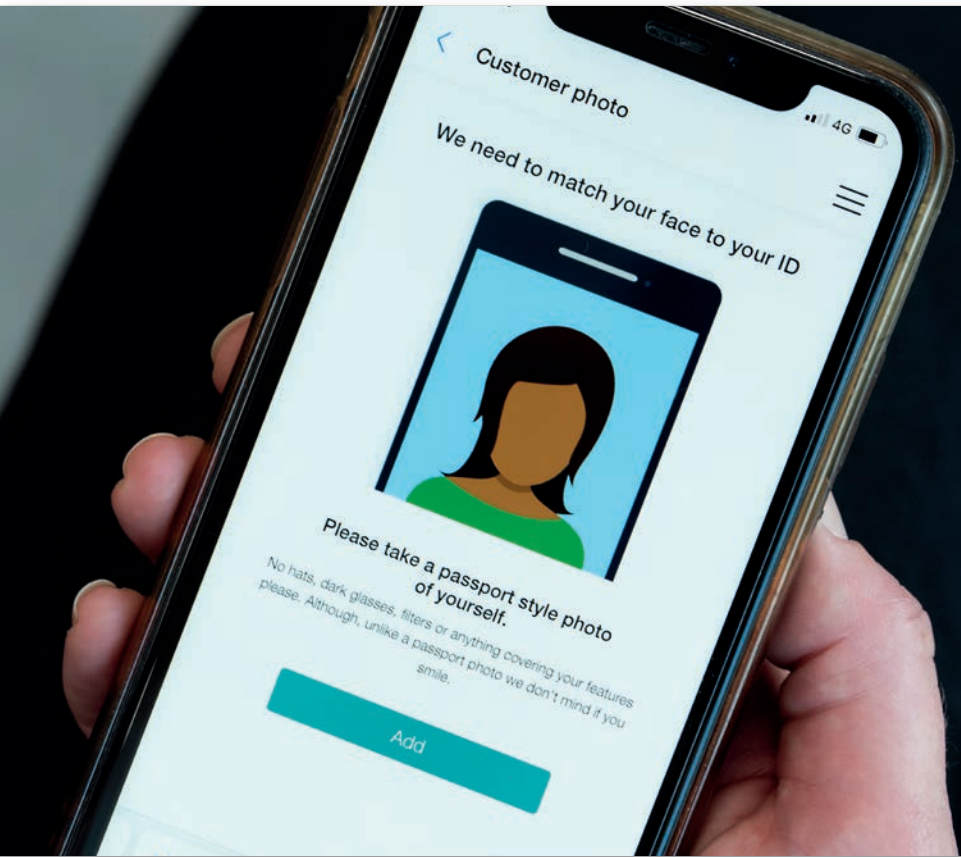 4G
Customer photo
We need to match your face to your ID
Please take a passport style photo
of yourself.
No hats, dark glasses, filters or anything covering your features
please. Although, unlike a passport photo we don't mind if you
smile.
Add